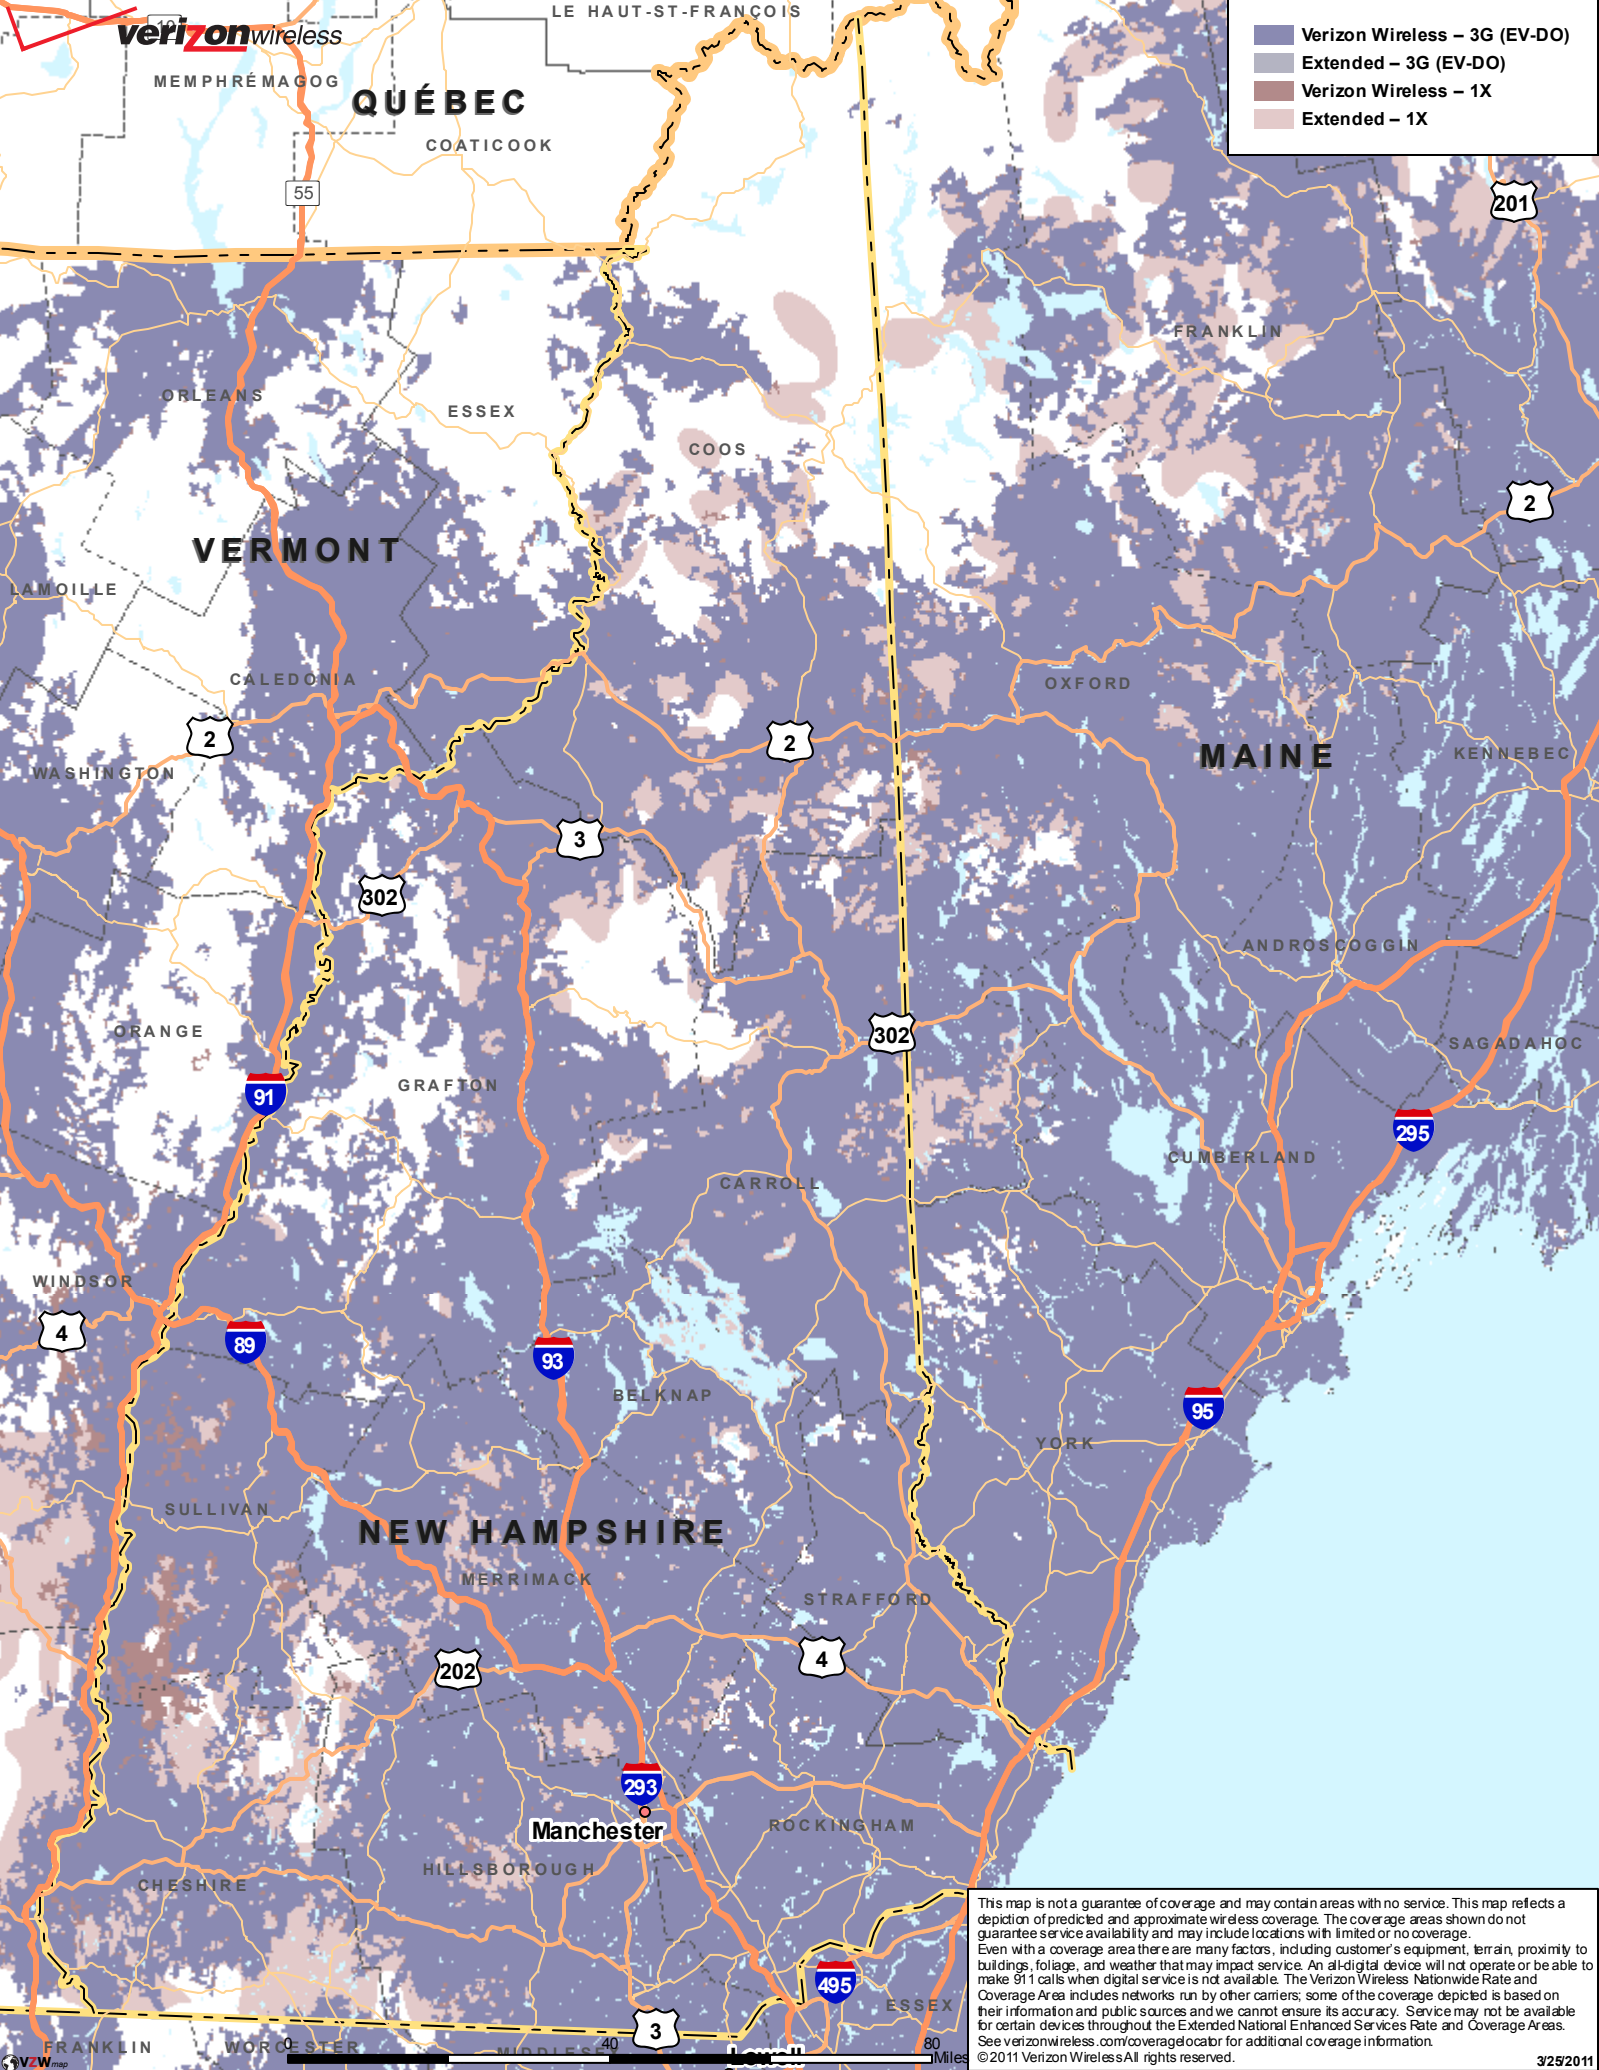 LE HAUT-ST-FRANÇOIS
verizonwireless
MEMPHRÉMAGOG
QUÉBEC
COATICOOK
55
Verizon Wireless – 3G (EV-DO)
Extended – 3G (EV-DO)
Verizon Wireless – 1X
Extended – 1X
201
FRANKLIN
ORLEANS
ESSEX
COOS
2
VERMONT
LAMOILLE
CALEDONIA
OXFORD
2
2
MAINE
KENNEBEC
WASHINGTON
3
302
ANDROSCOGGIN
ORANGE
302
SAGADAHOC
GRAFTON
91
295
CUMBERLAND
CARROLL
WINDSOR
4
89
93
BELKNAP
95
YORK
SULLIVAN
NEW HAMPSHIRE
MERRIMACK
STRAFFORD
202
4
293
Manchester
ROCKINGHAM
HILLSBOROUGH
CHESHIRE
495
ESSEX
3
FRANKLIN
WORCESTER
MIDDLESE
Lowell
0 40 80 Miles
VZWmap
This map is not a guarantee of coverage and may contain areas with no service. This map reflects a
depiction of predicted and approximate wireless coverage. The coverage areas shown do not
guarantee service availability and may include locations with limited or no coverage.
Even with a coverage area there are many factors, including customer's equipment, terrain, proximity to
buildings, foliage, and weather that may impact service. An all-digital device will not operate or be able to
make 911 calls when digital service is not available. The Verizon Wireless Nationwide Rate and
Coverage Area includes networks run by other carriers; some of the coverage depicted is based on
their information and public sources and we cannot ensure its accuracy. Service may not be available
for certain devices throughout the Extended National Enhanced Services Rate and Coverage Areas.
See verizonwireless.com/coveragelocator for additional coverage information.
©2011 Verizon Wireless All rights reserved.
3/25/2011